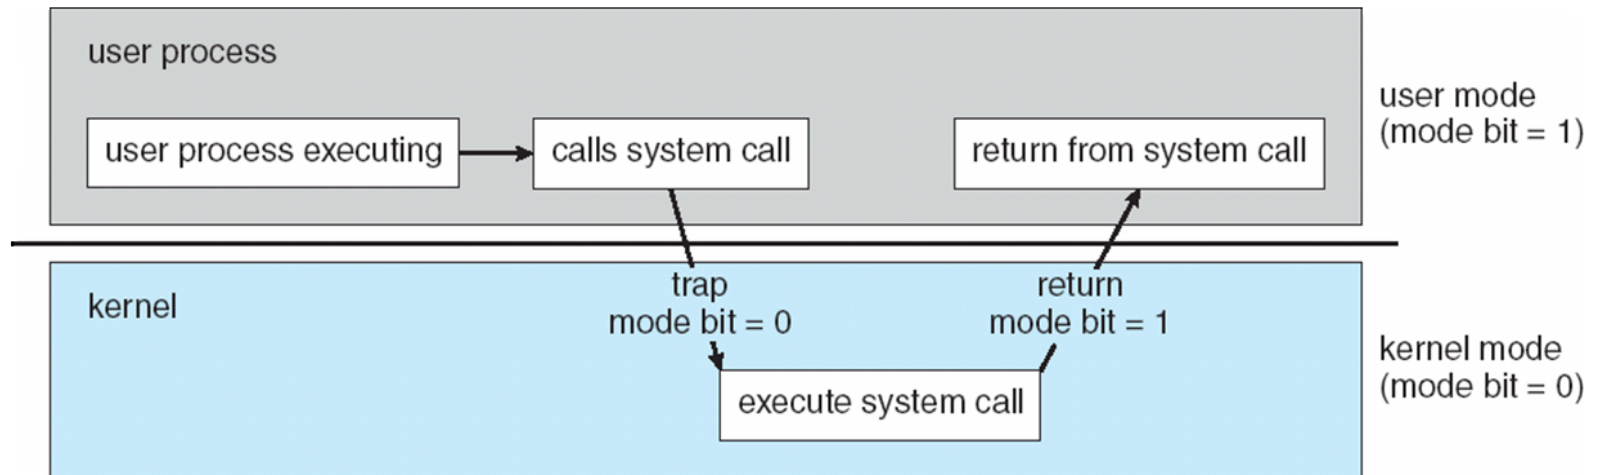 user process
user process executing
calls system call
return from system call
user mode
(mode bit = 1)
kernel
trap
mode bit = 0
return
mode bit = 1
execute system call
kernel mode
(mode bit = 0)